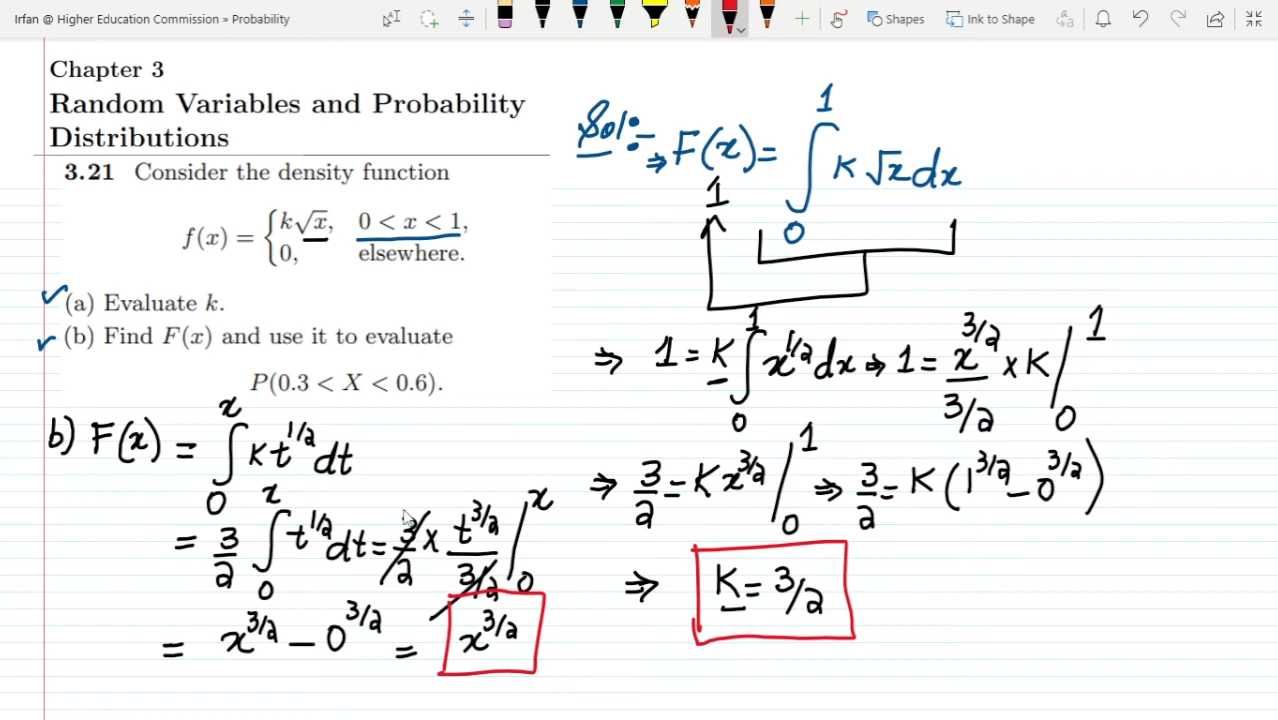 Irfan @ Higher Education Commission » Probability
Shapes
Ink to Shape
Chapter 3
Random Variables and Probability
Distributions
3.21 Consider the density function
f(x) = { k√x, 0 < x < 1,
0, elsewhere.
(a) Evaluate k.
(b) Find F(x) and use it to evaluate
P(0.3 < X < 0.6).
Sol:- ⇒ F(x) = ∫₀¹ K √x dx
1
⇒ 1 = K ∫₀¹ x^{1/2} dx ⇒ 1 = x^{3/2}/(3/2) × K |₀¹
⇒ 3/2 = K x^{3/2} |₀¹ ⇒ 3/2 = K (1^{3/2} - 0^{3/2})
⇒ K = 3/2
b) F(x) = ∫₀ˣ K t^{1/2} dt
= 3/2 ∫₀ˣ t^{1/2} dt = 3/2 × t^{3/2}/(3/2) |₀ˣ
= x^{3/2} - 0^{3/2} = x^{3/2}